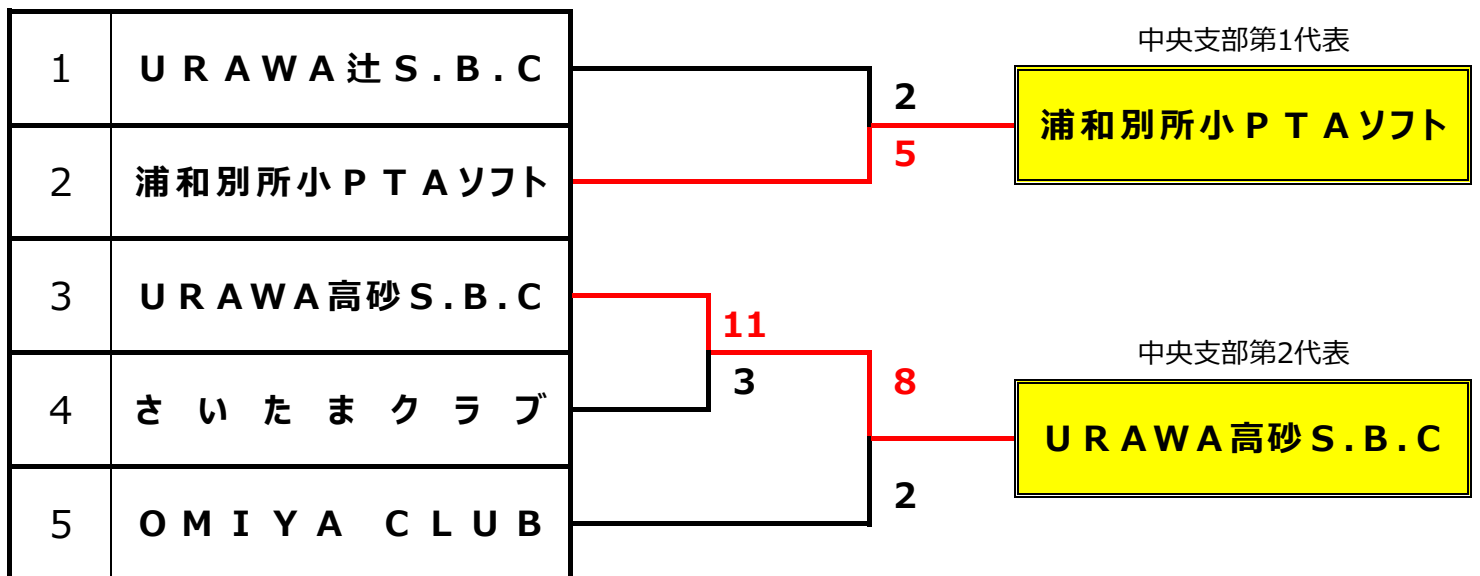 1 URAWA辻S.B.C
2 浦和別所小PTAソフト
3 URAWA高砂S.B.C
4 さいたまクラブ
5 OMIYA CLUB
2
5
11
3
8
2
中央支部第1代表
浦和別所小PTAソフト
中央支部第2代表
URAWA高砂S.B.C